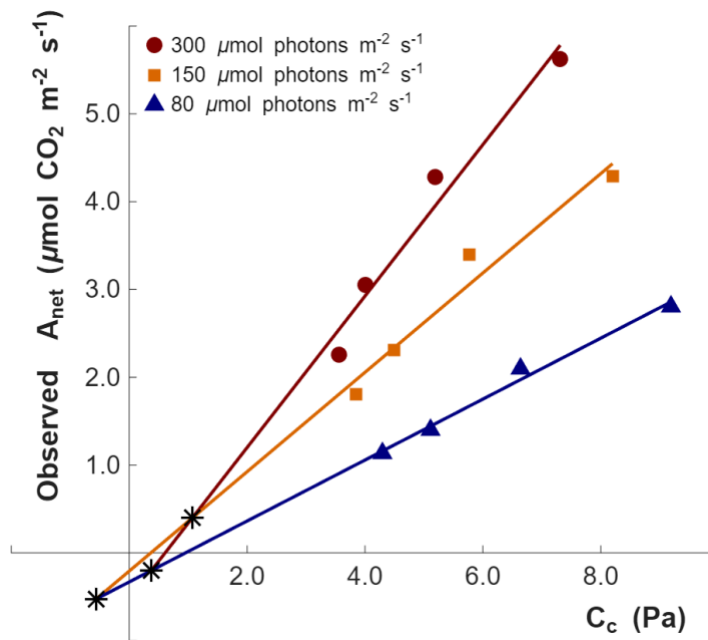 300 µmol photons m⁻² s⁻¹
150 µmol photons m⁻² s⁻¹
80 µmol photons m⁻² s⁻¹
Observed Aₙₑₜ (µmol CO₂ m⁻² s⁻¹)
5.0
4.0
3.0
2.0
1.0
2.0 4.0 6.0 8.0
C_c (Pa)